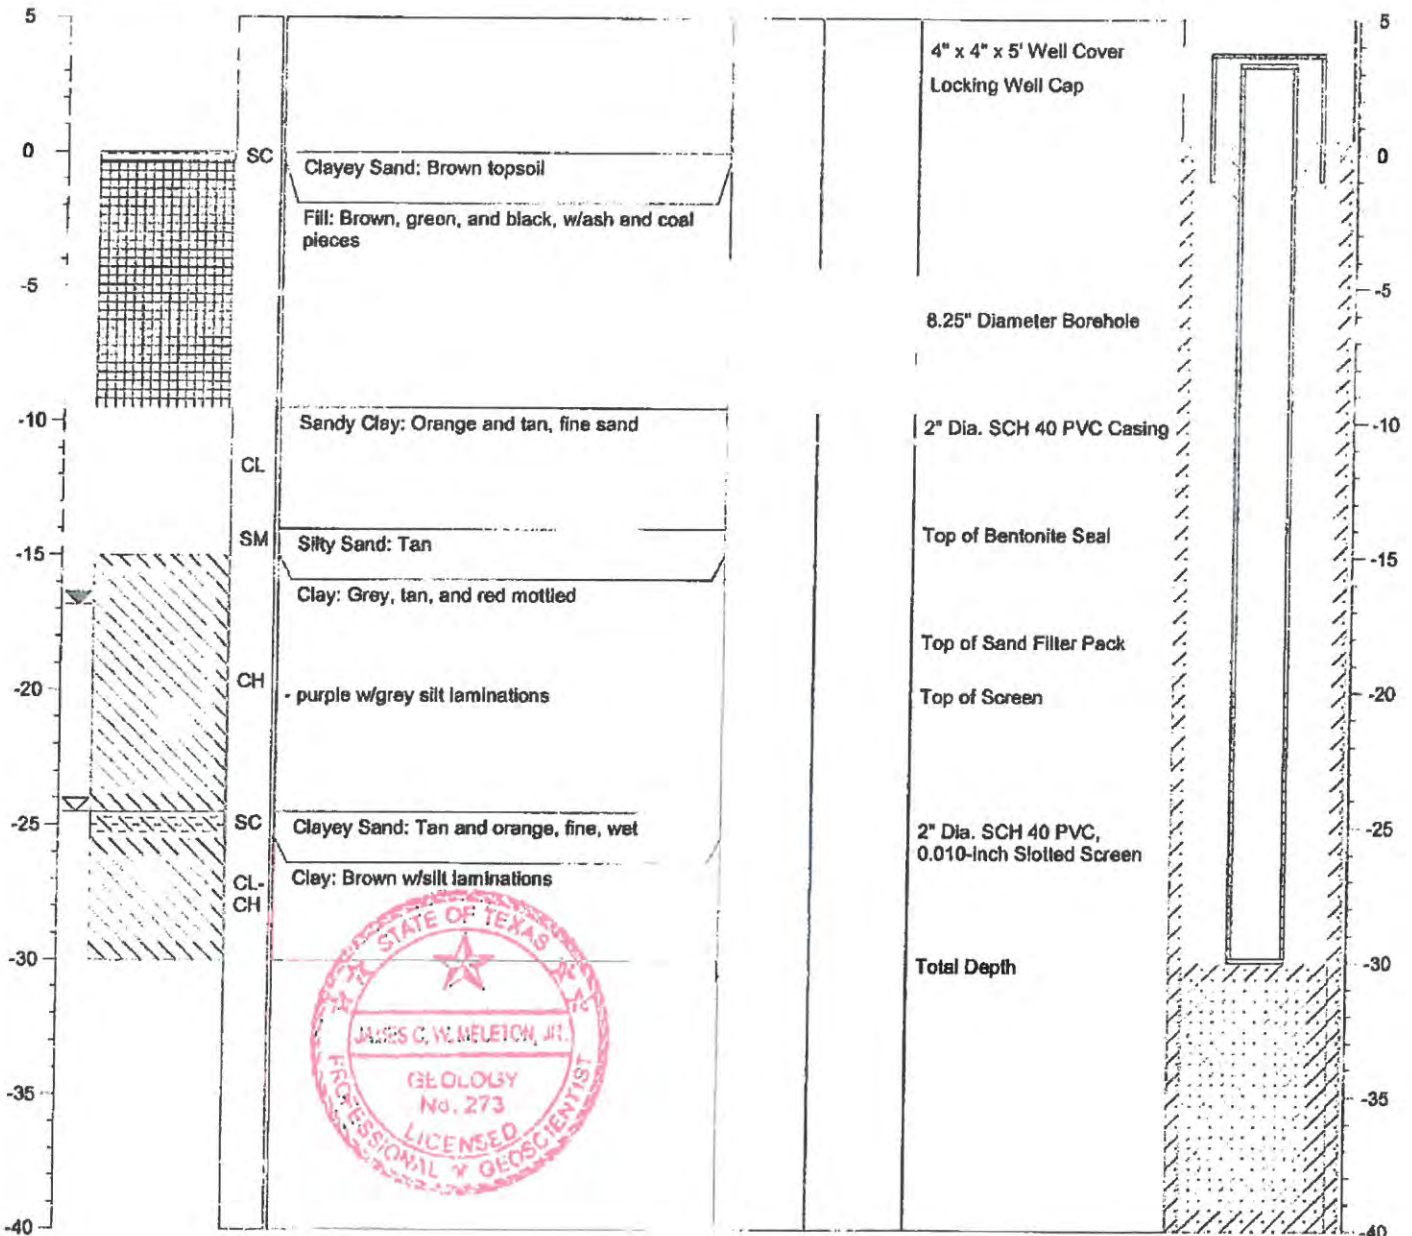 5
0
-5
-10
-15
-20
-25
-30
-35
-40
SC
CL
SM
CH
SC
CL-
CH
Clayey Sand: Brown topsoil
Fill: Brown, green, and black, w/ash and coal
pieces
Sandy Clay: Orange and tan, fine sand
Silty Sand: Tan
Clay: Grey, tan, and red mottled
- purple w/grey silt laminations
Clayey Sand: Tan and orange, fine, wet
Clay: Brown w/silt laminations
STATE OF TEXAS
JAMES C. W. MELETON, JR.
GEOLOGY
No. 273
LICENSED
PROFESSIONAL GEOSCIENTIST
4" x 4" x 5' Well Cover
Locking Well Cap
8.25" Diameter Borehole
2" Dia. SCH 40 PVC Casing
Top of Bentonite Seal
Top of Sand Filter Pack
Top of Screen
2" Dia. SCH 40 PVC,
0.010-inch Slotted Screen
Total Depth
5
0
-5
-10
-15
-20
-25
-30
-35
-40